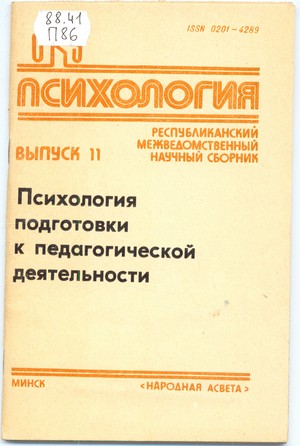 88.41
П86
ISSN 0201-4289
ПСИХОЛОГИЯ
РЕСПУБЛИКАНСКИЙ
МЕЖВЕДОМСТВЕННЫЙ
НАУЧНЫЙ СБОРНИК
ВЫПУСК 11
Психология
подготовки
к педагогической
деятельности
МИНСК «НАРОДНАЯ АСВЕТА»